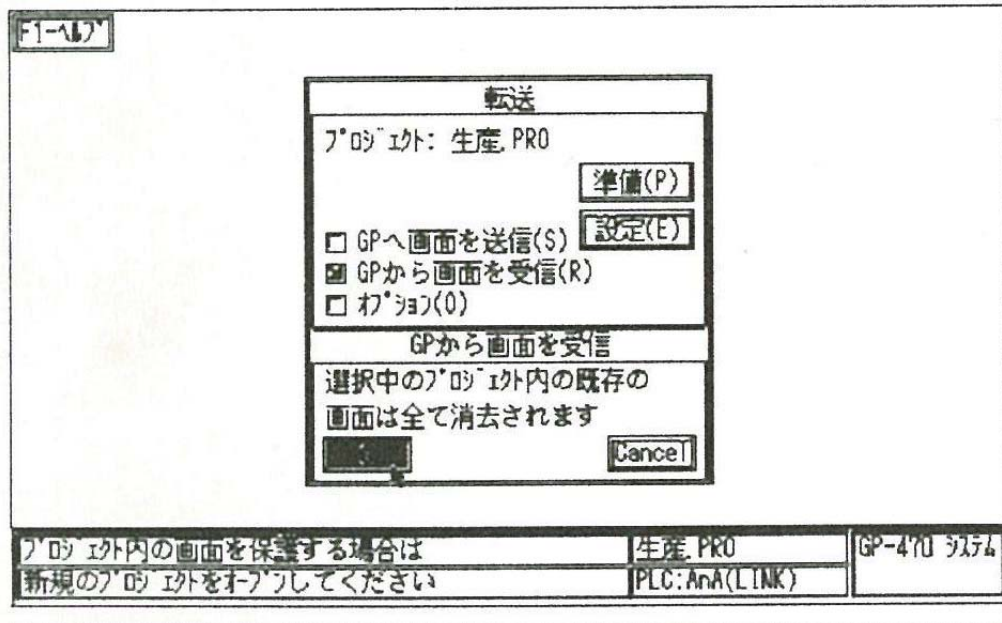 F1-ﾍﾙﾌﾟ
転送
ﾌﾟﾛｼﾞｪｸﾄ: 生産.PRO
準備(P)
設定(E)
GPへ画面を送信(S)
GPから画面を受信(R)
ｵﾌﾟｼｮﾝ(O)
GPから画面を受信
選択中のﾌﾟﾛｼﾞｪｸﾄ内の既存の
画面は全て消去されます
Cancel
ﾌﾟﾛｼﾞｪｸﾄ内の画面を保護する場合は
生産.PRO
GP-470 ｼｽﾃﾑ
新規のﾌﾟﾛｼﾞｪｸﾄをｵｰﾌﾟﾝしてください
PLC:AnA(LINK)